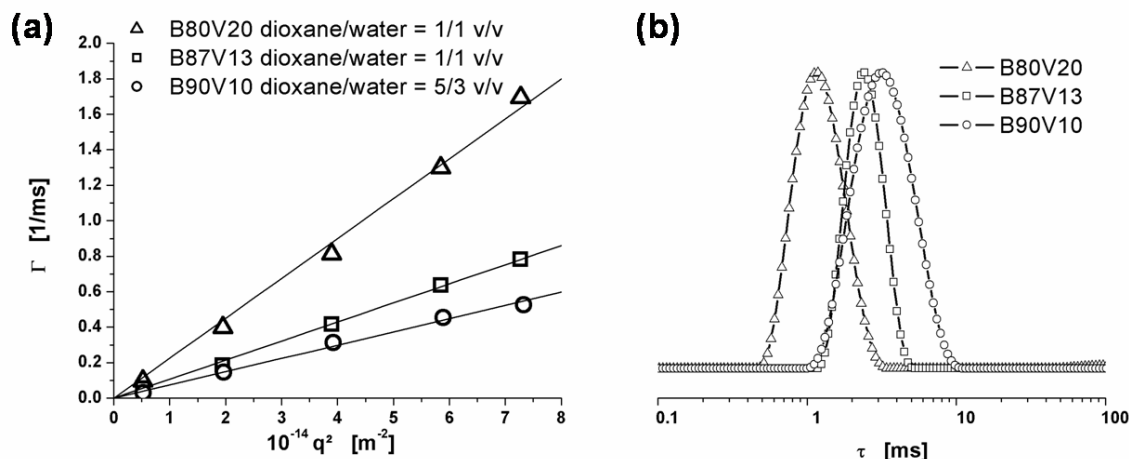 (a)
B80V20 dioxane/water = 1/1 v/v
B87V13 dioxane/water = 1/1 v/v
B90V10 dioxane/water = 5/3 v/v
2.0
1.8
1.6
1.4
1.2
1.0
0.8
0.6
0.4
0.2
0.0
Γ [1/ms]
0 1 2 3 4 5 6 7 8
10⁻¹⁴ q² [m⁻²]
(b)
B80V20
B87V13
B90V10
0.1 1 10 100
τ [ms]